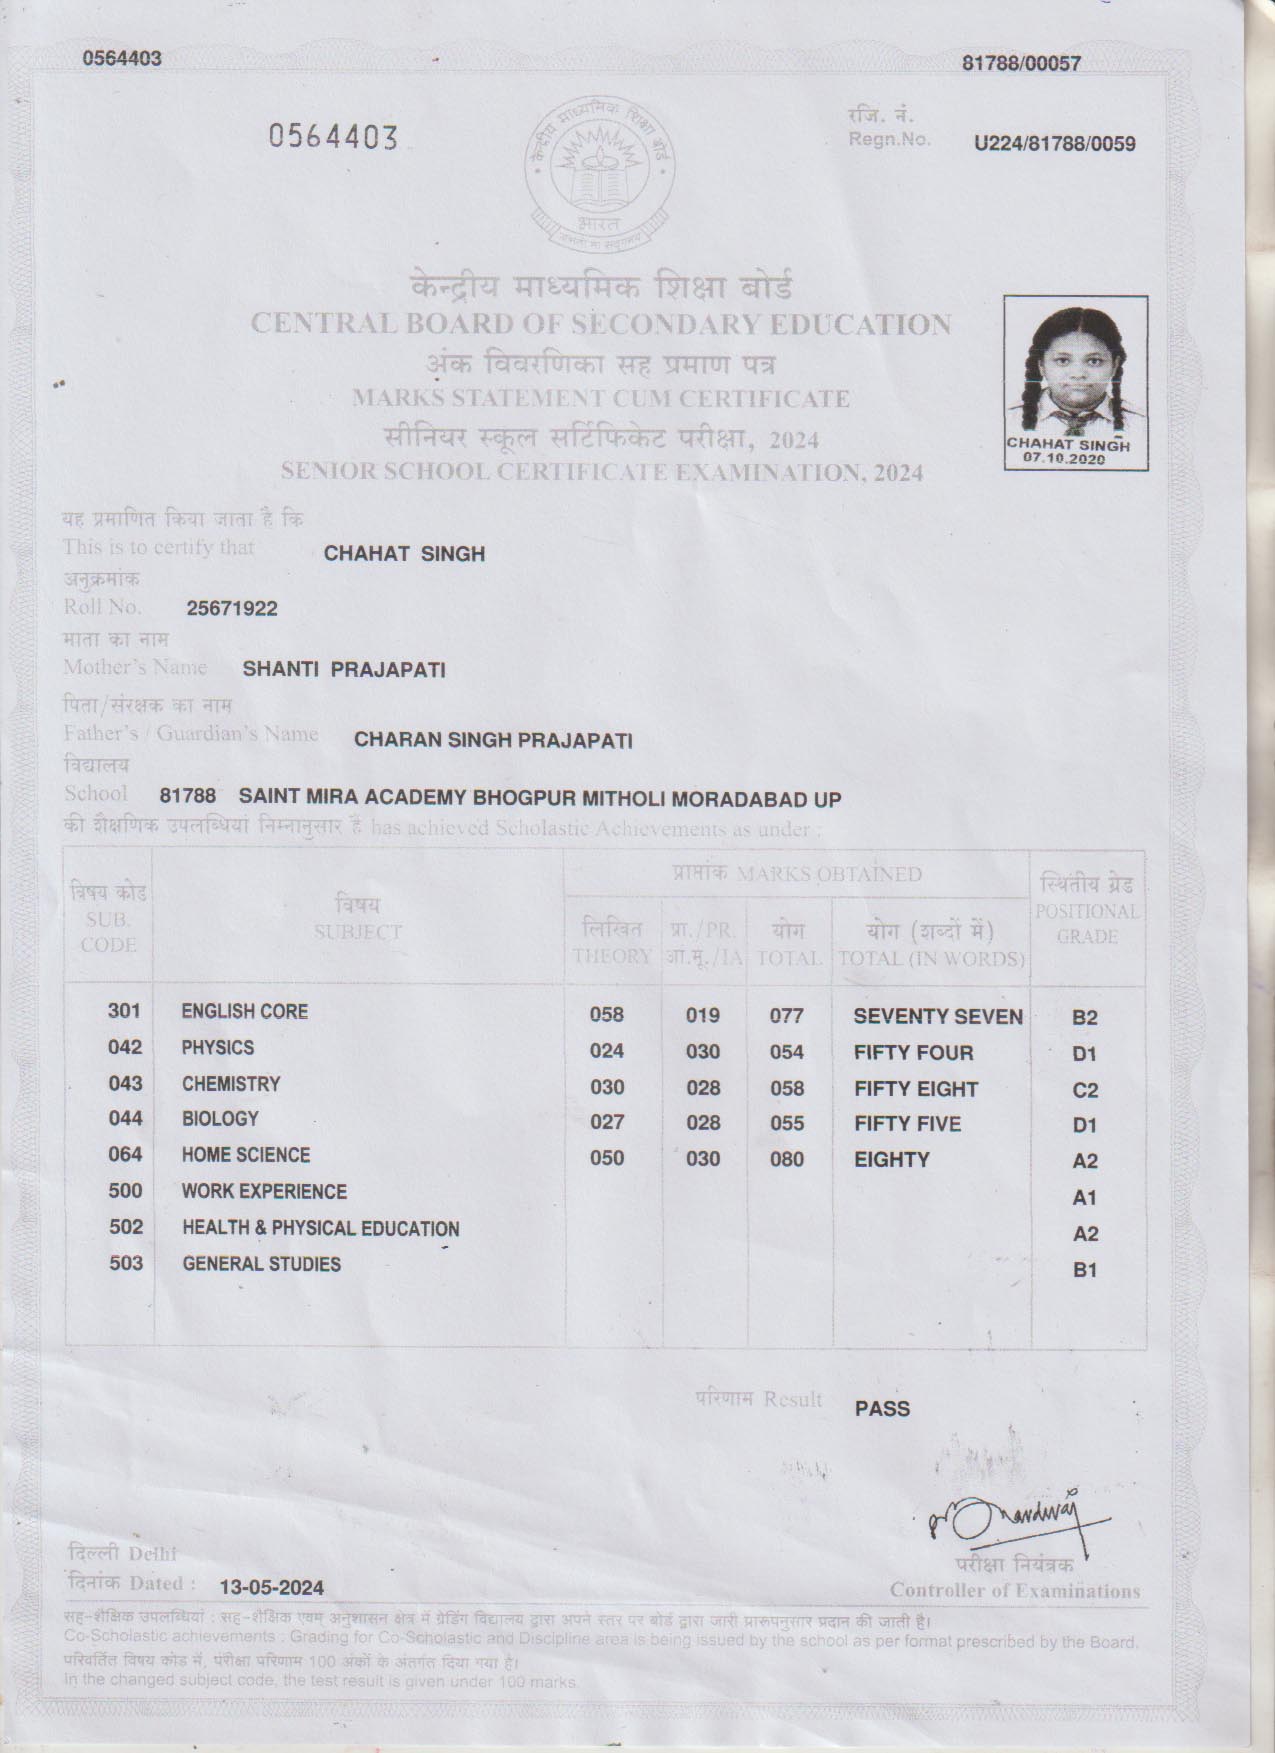 0564403 81788/00057
0564403
रजि. नं.
Regn.No. U224/81788/0059
केन्द्रीय माध्यमिक शिक्षा बोर्ड
भारत
केन्द्रीय माध्यमिक शिक्षा बोर्ड
CENTRAL BOARD OF SECONDARY EDUCATION
अंक विवरणिका सह प्रमाण पत्र
MARKS STATEMENT CUM CERTIFICATE
सीनियर स्कूल सर्टिफिकेट परीक्षा, 2024
SENIOR SCHOOL CERTIFICATE EXAMINATION, 2024
CHAHAT SINGH
07.10.2020
यह प्रमाणित किया जाता है कि
This is to certify that CHAHAT SINGH
अनुक्रमांक
Roll No. 25671922
माता का नाम
Mother's Name SHANTI PRAJAPATI
पिता/संरक्षक का नाम
Father's / Guardian's Name CHARAN SINGH PRAJAPATI
विद्यालय
School 81788 SAINT MIRA ACADEMY BHOGPUR MITHOLI MORADABAD UP
की शैक्षणिक उपलब्धियां निम्नानुसार है has achieved Scholastic Achievements as under :
विषय कोड
SUB.
CODE
विषय
SUBJECT
प्राप्तांक MARKS OBTAINED
लिखित
THEORY
प्रा./PR.
आ.मू./IA
योग
TOTAL
योग (शब्दों में)
TOTAL (IN WORDS)
स्थितीय ग्रेड
POSITIONAL
GRADE
301 ENGLISH CORE 058 019 077 SEVENTY SEVEN B2
042 PHYSICS 024 030 054 FIFTY FOUR D1
043 CHEMISTRY 030 028 058 FIFTY EIGHT C2
044 BIOLOGY 027 028 055 FIFTY FIVE D1
064 HOME SCIENCE 050 030 080 EIGHTY A2
500 WORK EXPERIENCE A1
502 HEALTH & PHYSICAL EDUCATION A2
503 GENERAL STUDIES B1
परिणाम Result PASS
दिल्ली Delhi
दिनांक Dated : 13-05-2024
परीक्षा नियंत्रक
Controller of Examinations
सह-शैक्षिक उपलब्धियां : सह-शैक्षिक एवम् अनुशासन क्षेत्र में ग्रेडिंग विद्यालय द्वारा अपने स्तर पर बोर्ड द्वारा जारी प्रारूपनुसार प्रदान की जाती है।
Co-Scholastic achievements : Grading for Co-Scholastic and Discipline area is being issued by the school as per format prescribed by the Board.
परिवर्तित विषय कोड में, परीक्षा परिणाम 100 अंकों के अंतर्गत दिया गया है।
In the changed subject code, the test result is given under 100 marks.